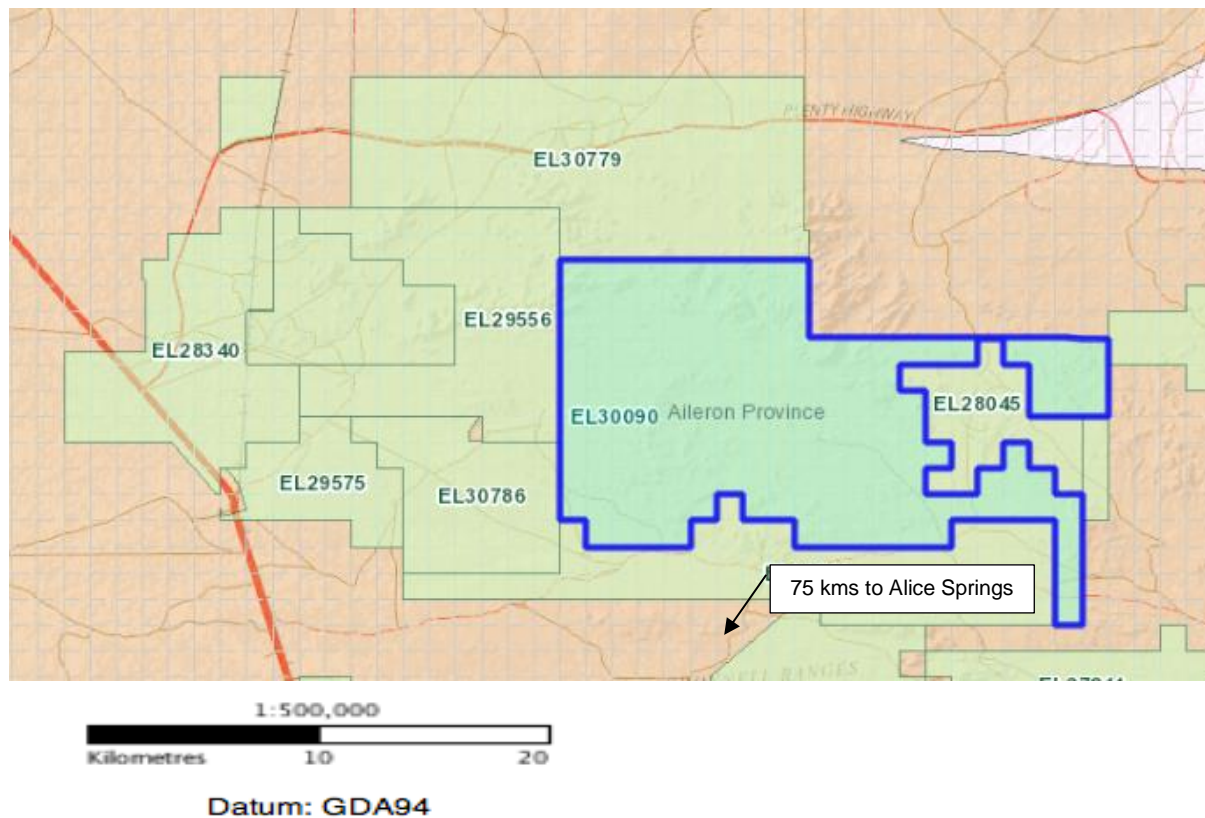 PLENTY HIGHWAY
EL30779
EL29556
EL28340
EL30090
Aileron Province
EL28045
EL29575
EL30786
75 kms to Alice Springs
RANGES
1:500,000
Kilometres 10 20
Datum: GDA94